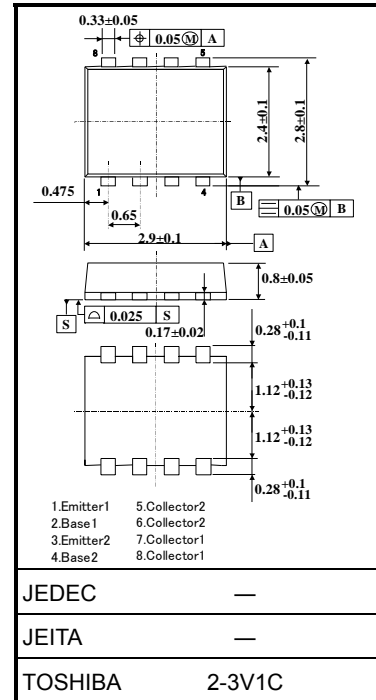 0.33±0.05
⌖ 0.05Ⓜ A
8
5
2.4±0.1
2.8±0.1
0.475
1
4
0.65
B
⌯ 0.05Ⓜ B
2.9±0.1
A
0.8±0.05
S
⌓ 0.025 S
0.17±0.02
0.28 +0.1 -0.11
1.12 +0.13 -0.12
1.12 +0.13 -0.12
0.28 +0.1 -0.11
1.Emitter1 5.Collector2
2.Base1 6.Collector2
3.Emitter2 7.Collector1
4.Base2 8.Collector1
JEDEC —
JEITA —
TOSHIBA 2-3V1C